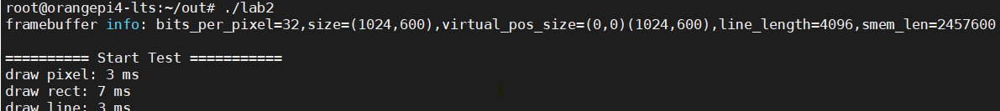 root@orangepi4-lts:~/out# ./lab2
framebuffer info: bits_per_pixel=32,size=(1024,600),virtual_pos_size=(0,0)(1024,600),line_length=4096,smem_len=2457600
========== Start Test ===========
draw pixel: 3 ms
draw rect: 7 ms
draw line: 3 ms